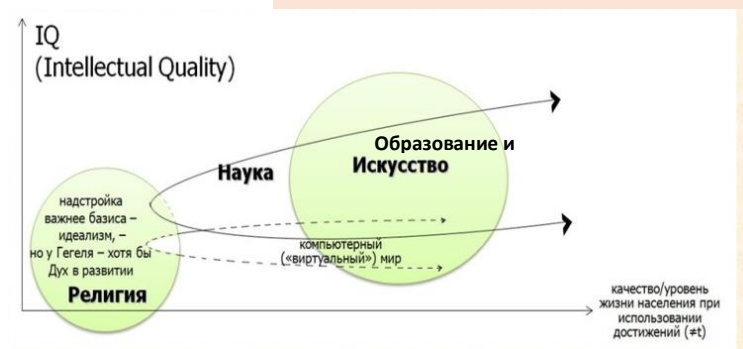 IQ
(Intellectual Quality)
Образование и
Искусство
Наука
надстройка
важнее базиса –
идеализм, –
но у Гегеля – хотя бы
Дух в развитии
Религия
компьютерный
(«виртуальный») мир
качество/уровень
жизни населения при
использовании
достижений (≠t)